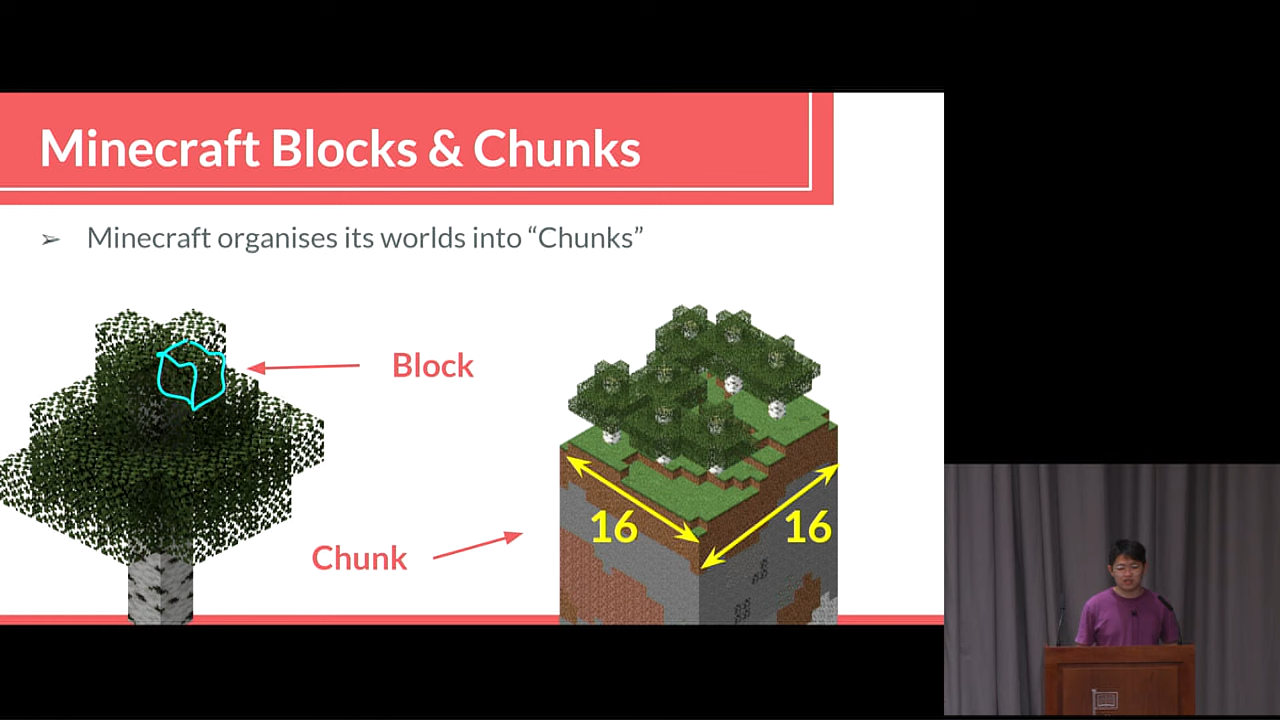 Minecraft Blocks & Chunks
➢ Minecraft organises its worlds into “Chunks”
Block
16
16
Chunk